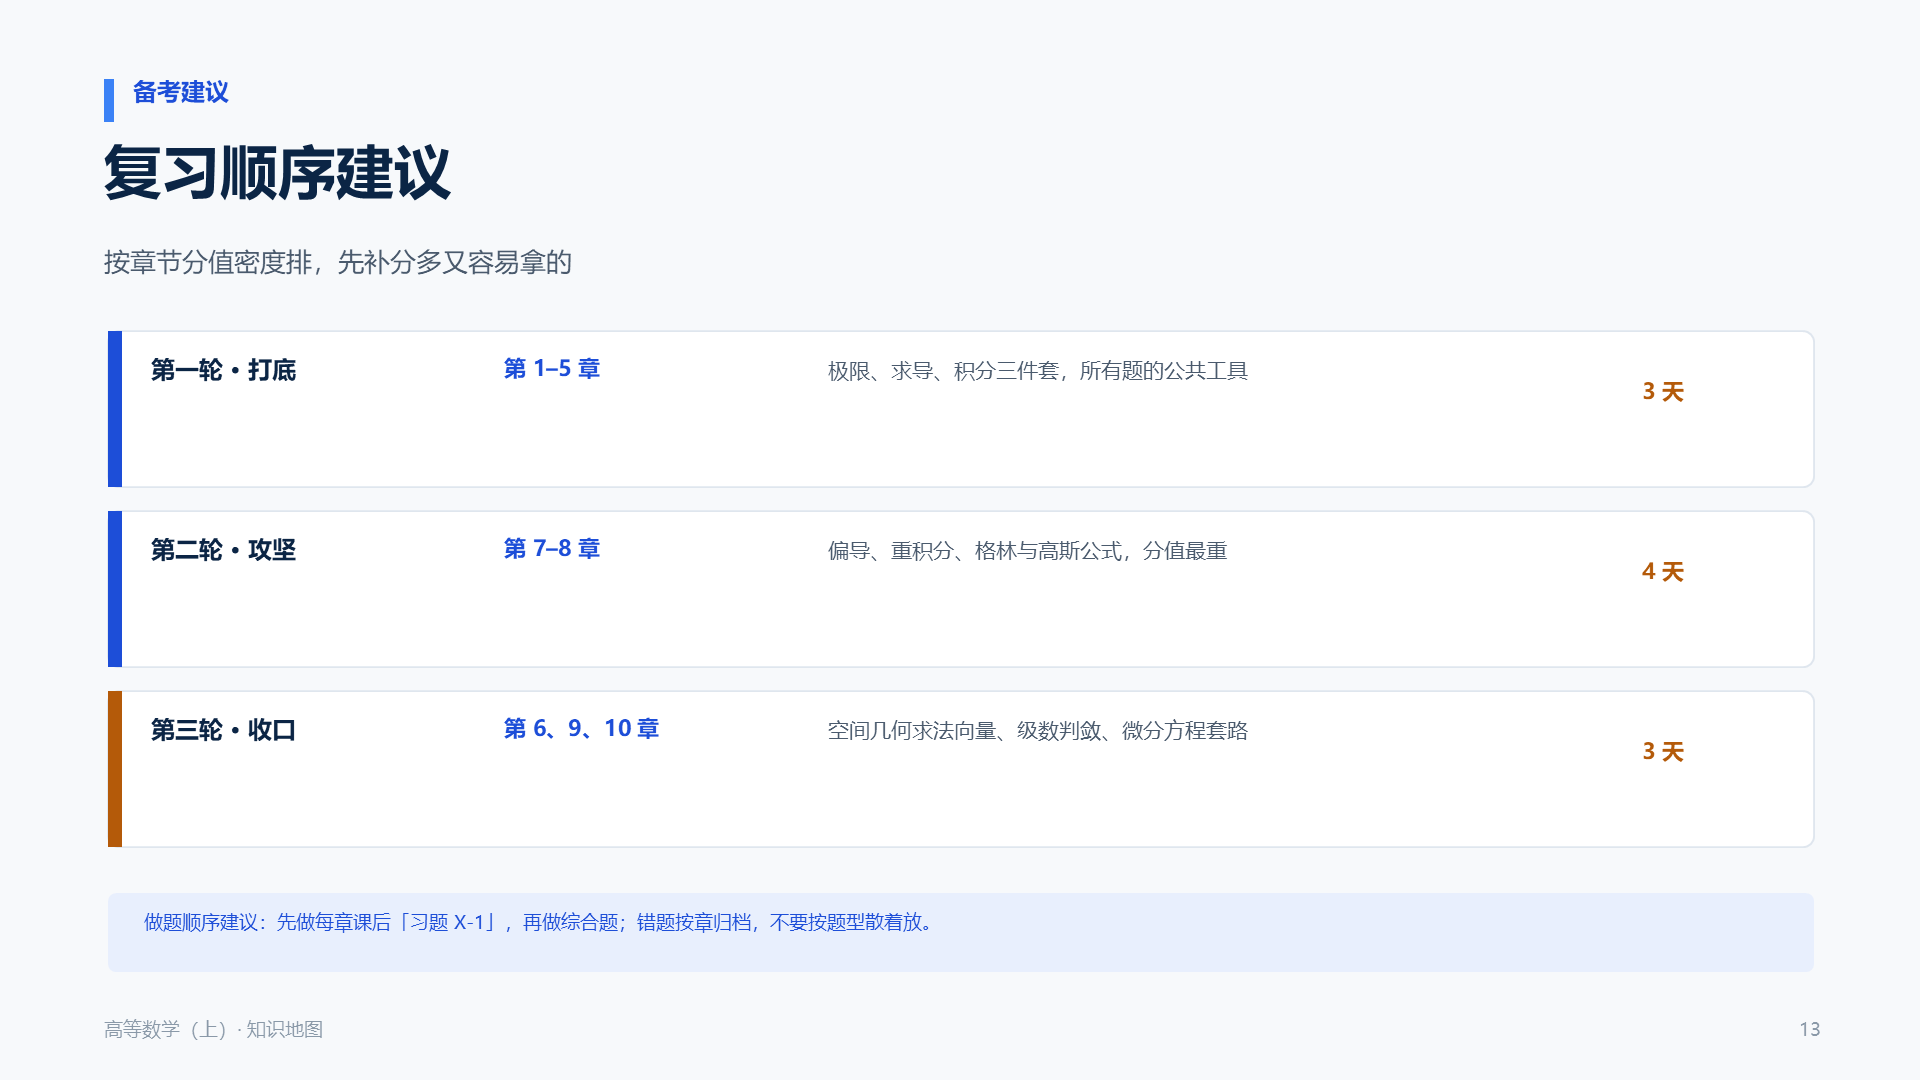 备考建议
复习顺序建议
按章节分值密度排，先补分多又容易拿的
第一轮 · 打底
第 1–5 章
极限、求导、积分三件套，所有题的公共工具
3 天
第二轮 · 攻坚
第 7–8 章
偏导、重积分、格林与高斯公式，分值最重
4 天
第三轮 · 收口
第 6、9、10 章
空间几何求法向量、级数判敛、微分方程套路
3 天
做题顺序建议：先做每章课后「习题 X-1」，再做综合题；错题按章归档，不要按题型散着放。
高等数学（上）· 知识地图
13